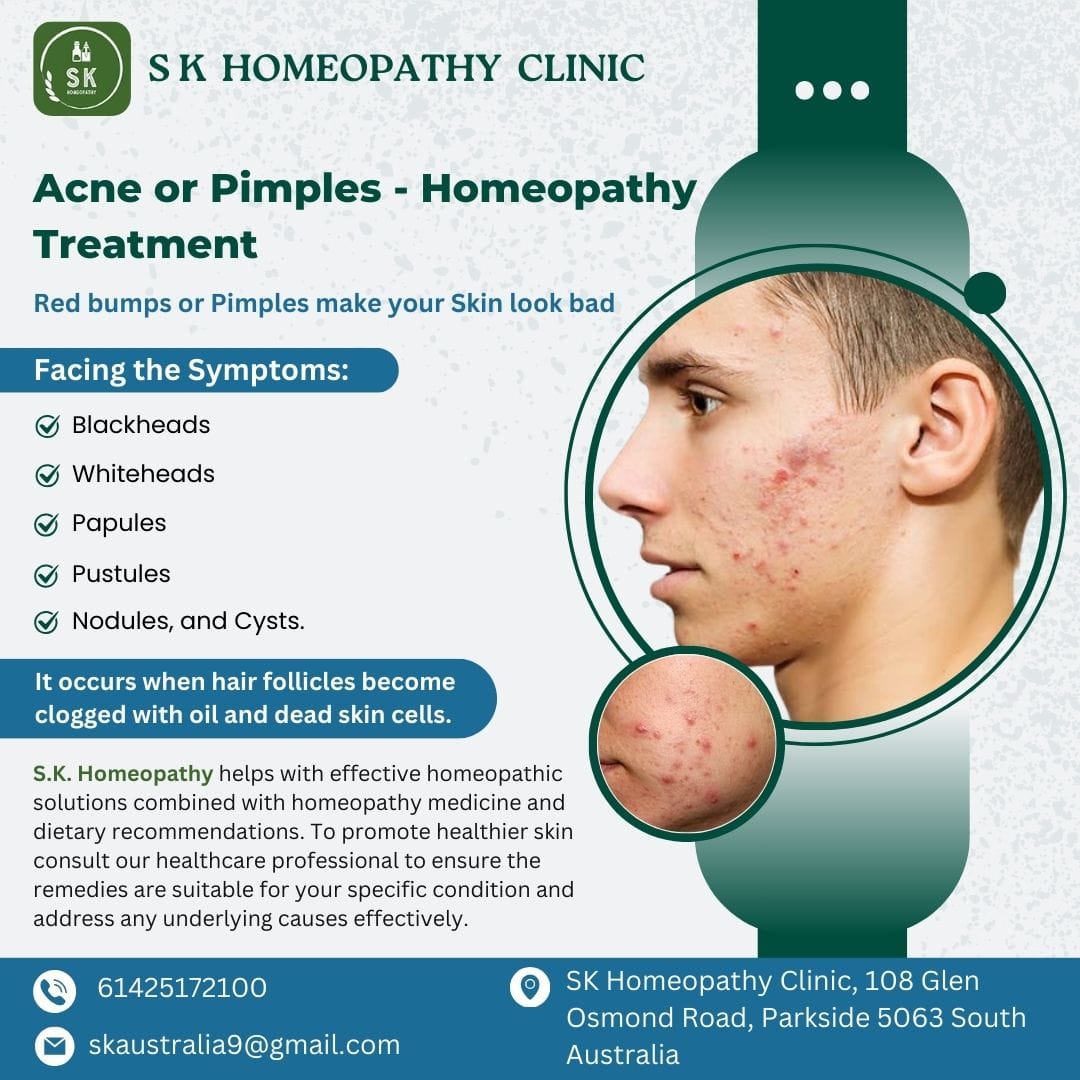 SK
HOMEOPATHY
SK HOMEOPATHY CLINIC
Acne or Pimples - Homeopathy
Treatment
Red bumps or Pimples make your Skin look bad
Facing the Symptoms:
Blackheads
Whiteheads
Papules
Pustules
Nodules, and Cysts.
It occurs when hair follicles become
clogged with oil and dead skin cells.
S.K. Homeopathy helps with effective homeopathic
solutions combined with homeopathy medicine and
dietary recommendations. To promote healthier skin
consult our healthcare professional to ensure the
remedies are suitable for your specific condition and
address any underlying causes effectively.
61425172100
skaustralia9@gmail.com
SK Homeopathy Clinic, 108 Glen
Osmond Road, Parkside 5063 South
Australia